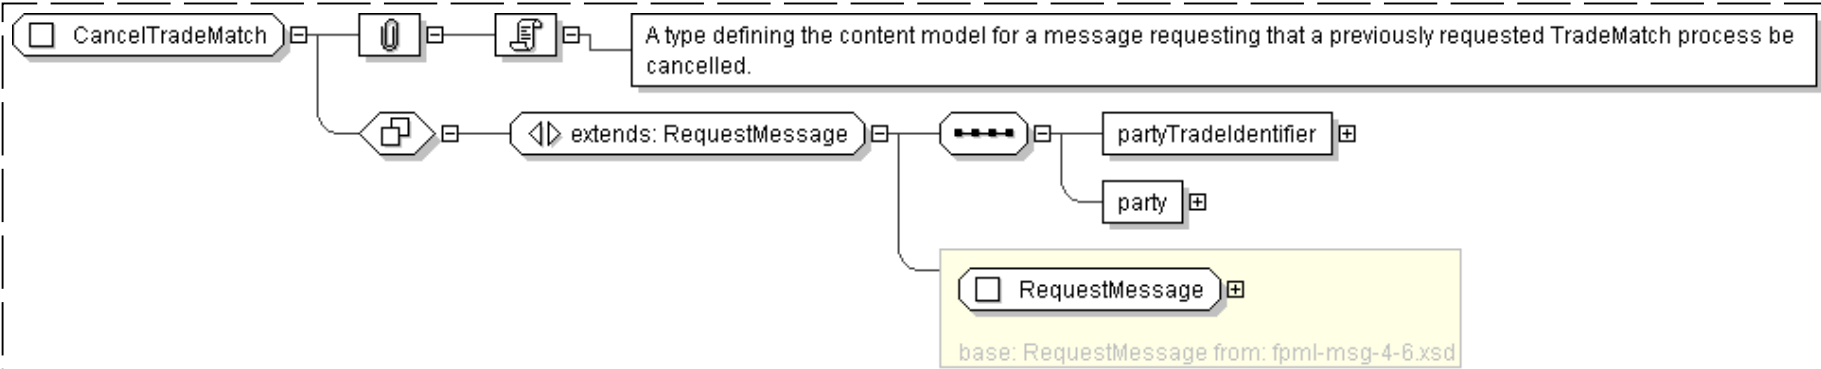 CancelTradeMatch
A type defining the content model for a message requesting that a previously requested TradeMatch process be
cancelled.
extends: RequestMessage
partyTradeIdentifier
party
RequestMessage
base: RequestMessage from: fpml-msg-4-6.xsd